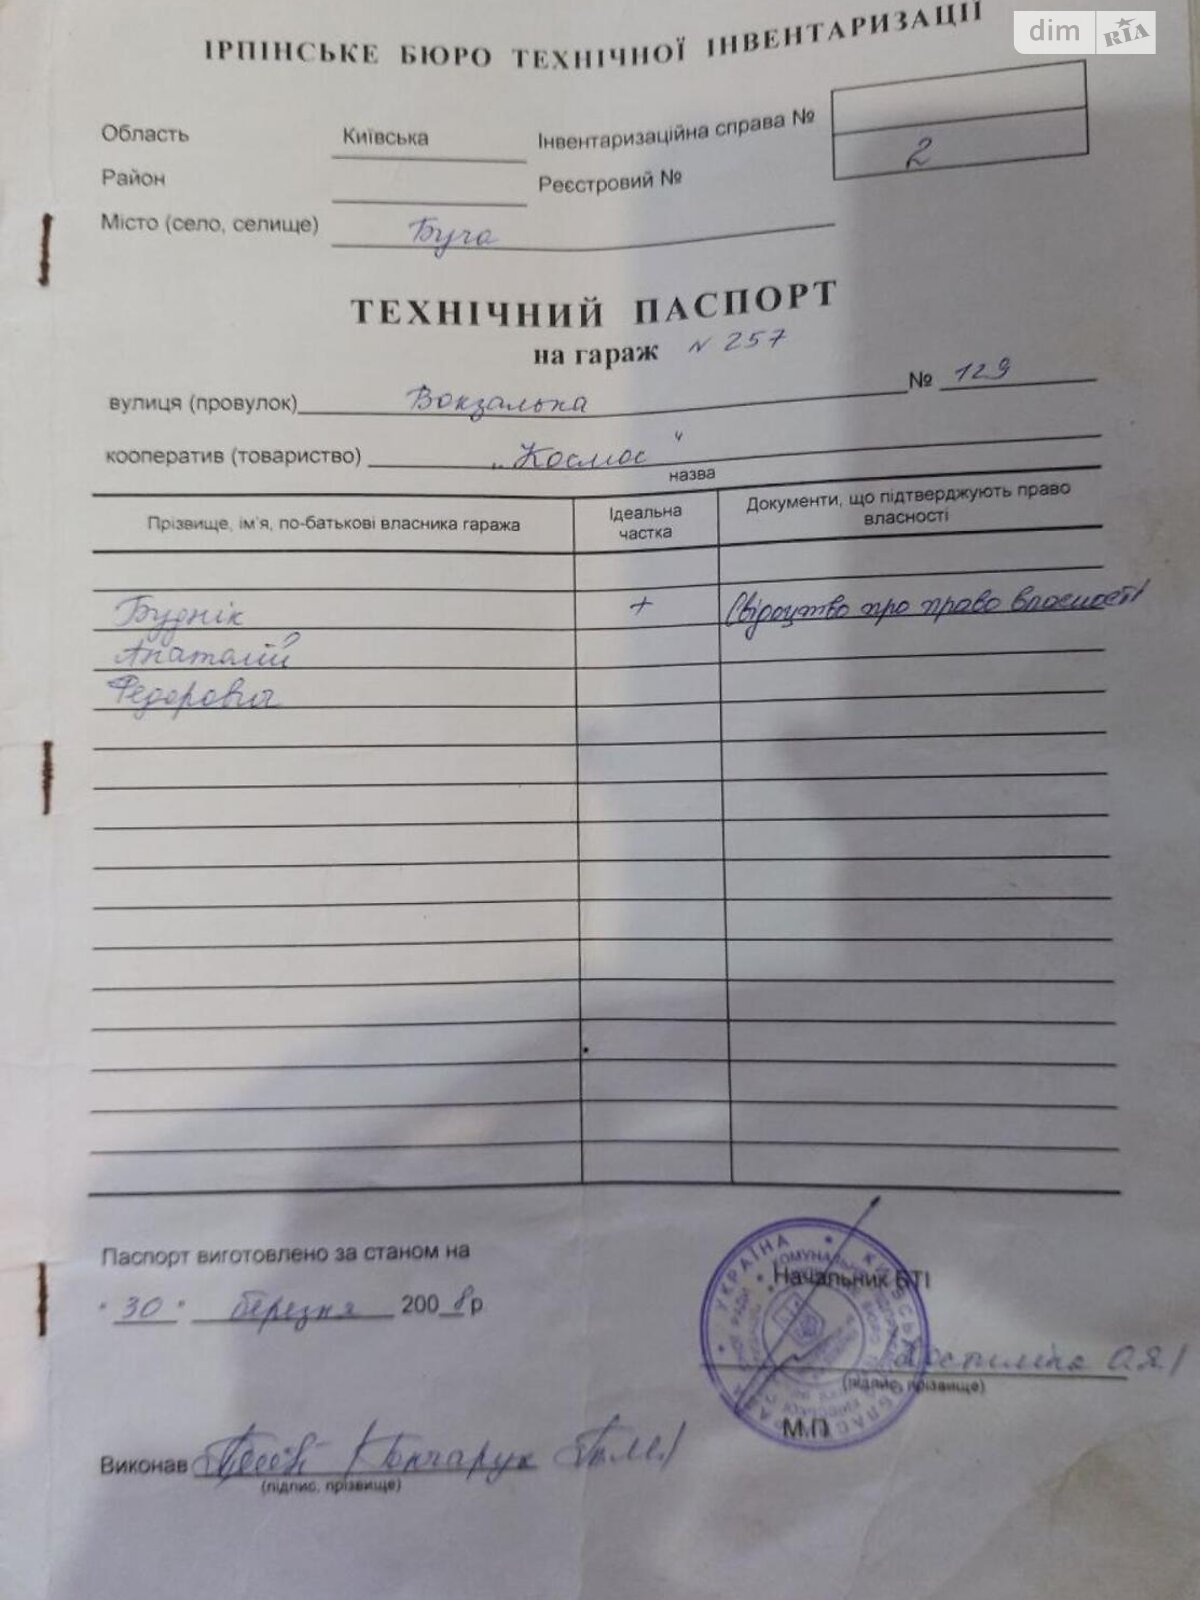 dim RIA
ІРПІНСЬКЕ БЮРО ТЕХНІЧНОЇ ІНВЕНТАРИЗАЦІЇ
Область Київська Інвентаризаційна справа №
Район Реєстровий № 2
Місто (село, селище) Буча
ТЕХНІЧНИЙ ПАСПОРТ
на гараж N 257
вулиця (провулок) Вокзальна № 129
кооператив (товариство) „Космос"
назва
Прізвище, ім'я, по-батькові власника гаража Ідеальна частка Документи, що підтверджують право власності
Буднік + Свідоцтво про право власності
Анатолій
Федорович
Паспорт виготовлено за станом на
"30" березня 2008р
Начальник БТІ
О.Я.
(підпис, прізвище)
М.П
Виконав Гончарук
(підпис, прізвище)
УКРАЇНА